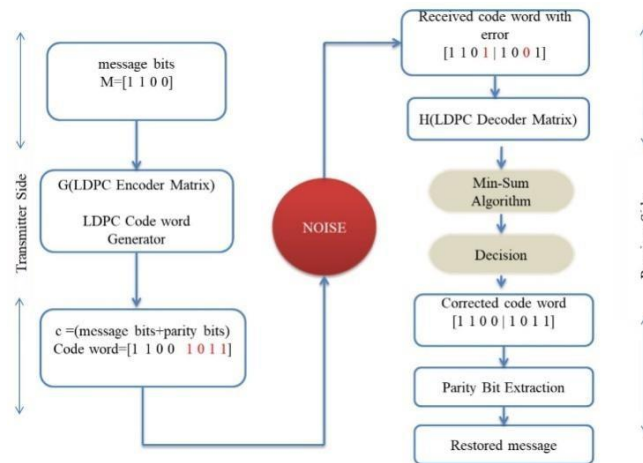 message bits
M=[1 1 0 0]
Transmitter Side
G(LDPC Encoder Matrix)
LDPC Code word
Generator
c =(message bits+parity bits)
Code word=[1 1 0 0 1 0 1 1]
NOISE
Received code word with
error
[1 1 0 1 | 1 0 0 1]
H(LDPC Decoder Matrix)
Min-Sum
Algorithm
Decision
Corrected code word
[1 1 0 0 | 1 0 1 1]
Parity Bit Extraction
Restored message